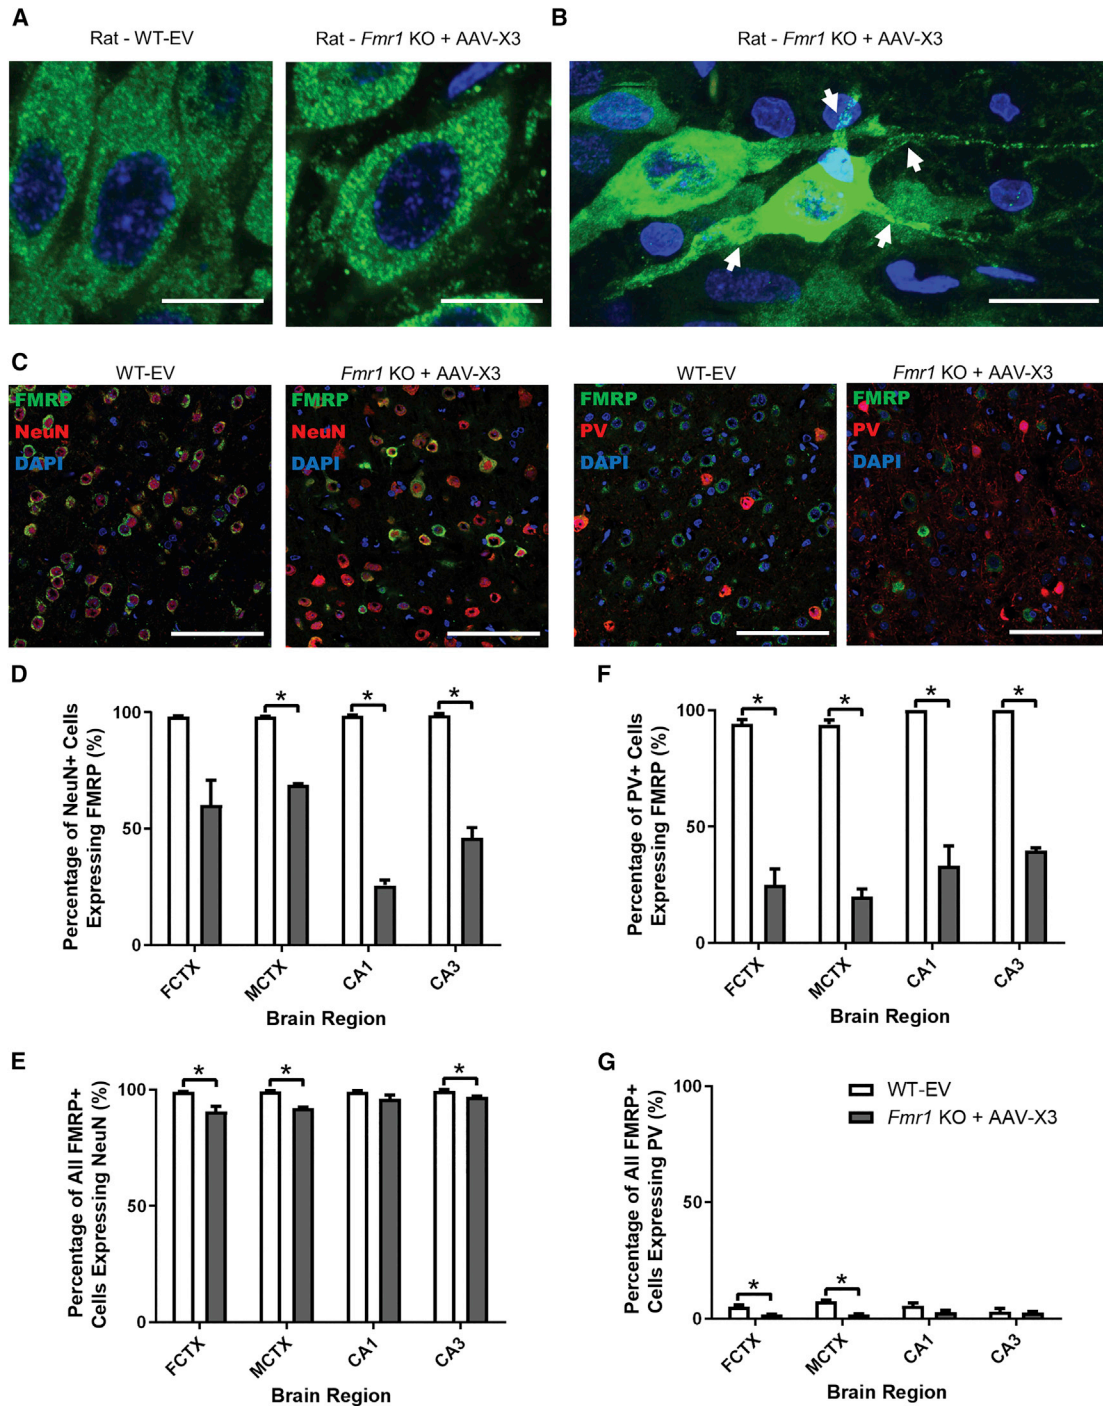 A
Rat - WT-EV
Rat - Fmr1 KO + AAV-X3
B
Rat - Fmr1 KO + AAV-X3
C
WT-EV
FMRP
NeuN
DAPI
Fmr1 KO + AAV-X3
FMRP
NeuN
DAPI
WT-EV
FMRP
PV
DAPI
Fmr1 KO + AAV-X3
FMRP
PV
DAPI
D
Percentage of NeuN+ Cells
Expressing FMRP (%)
100
50
0
*
*
*
FCTX
MCTX
CA1
CA3
Brain Region
F
Percentage of PV+ Cells
Expressing FMRP (%)
100
50
0
*
*
*
*
FCTX
MCTX
CA1
CA3
Brain Region
E
Percentage of All FMRP+
Cells Expressing NeuN (%)
100
50
0
*
*
*
FCTX
MCTX
CA1
CA3
Brain Region
G
Percentage of All FMRP+
Cells Expressing PV (%)
100
50
0
WT-EV
Fmr1 KO + AAV-X3
*
*
FCTX
MCTX
CA1
CA3
Brain Region